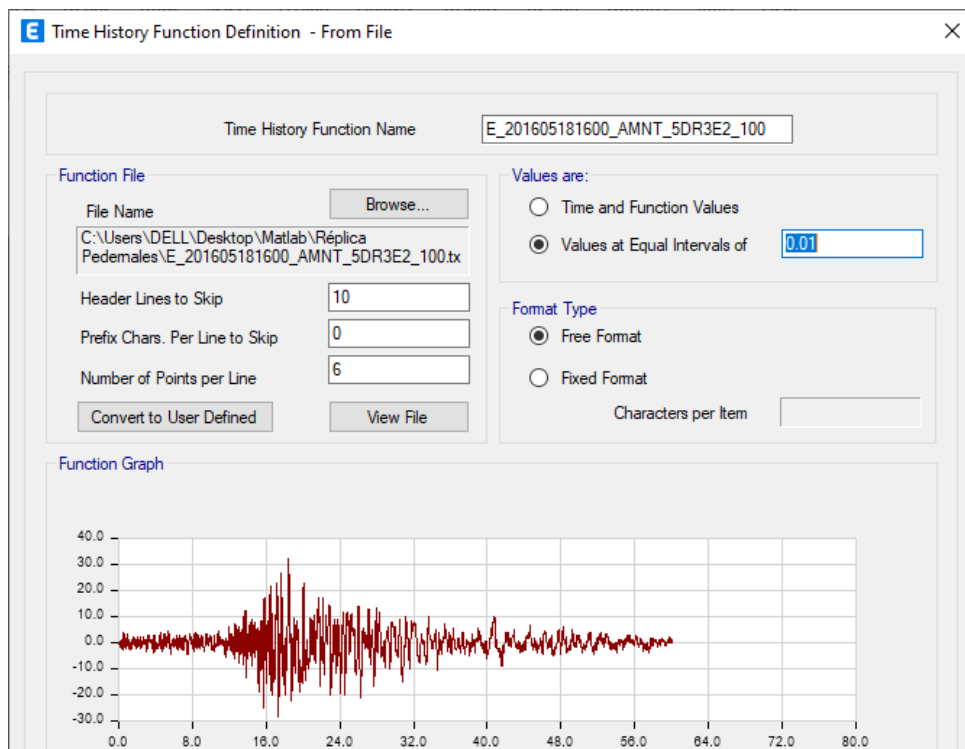 E Time History Function Definition - From File
Time History Function Name E_201605181600_AMNT_5DR3E2_100
Function File
File Name Browse...
C:\Users\DELL\Desktop\Matlab\Réplica
Pedernales\E_201605181600_AMNT_5DR3E2_100.tx
Header Lines to Skip 10
Prefix Chars. Per Line to Skip 0
Number of Points per Line 6
Convert to User Defined View File
Values are:
Time and Function Values
Values at Equal Intervals of 0.01
Format Type
Free Format
Fixed Format
Characters per Item
Function Graph
40.0
30.0
20.0
10.0
0.0
-10.0
-20.0
-30.0
0.0 8.0 16.0 24.0 32.0 40.0 48.0 56.0 64.0 72.0 80.0